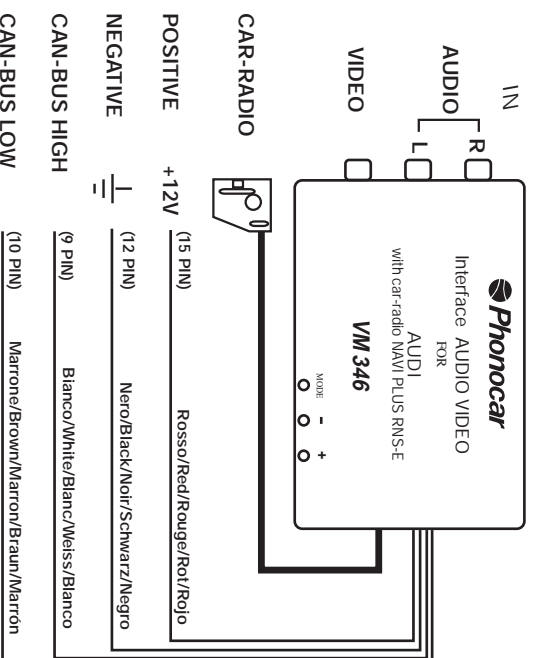 IN
AUDIO
R
L
VIDEO
Phonocar
Interface AUDIO VIDEO
FOR
AUDI
with car-radio NAVI PLUS RNS-E
VM 346
MODE - +
CAR-RADIO
POSITIVE +12V (15 PIN) Rosso/Red/Rouge/Rot/Rojo
NEGATIVE (12 PIN) Nero/Black/Noir/Schwarz/Negro
CAN-BUS HIGH (9 PIN) Bianco/White/Blanc/Weiss/Blanco
CAN-BUS LOW (10 PIN) Marrone/Brown/Marron/Braun/Marrón